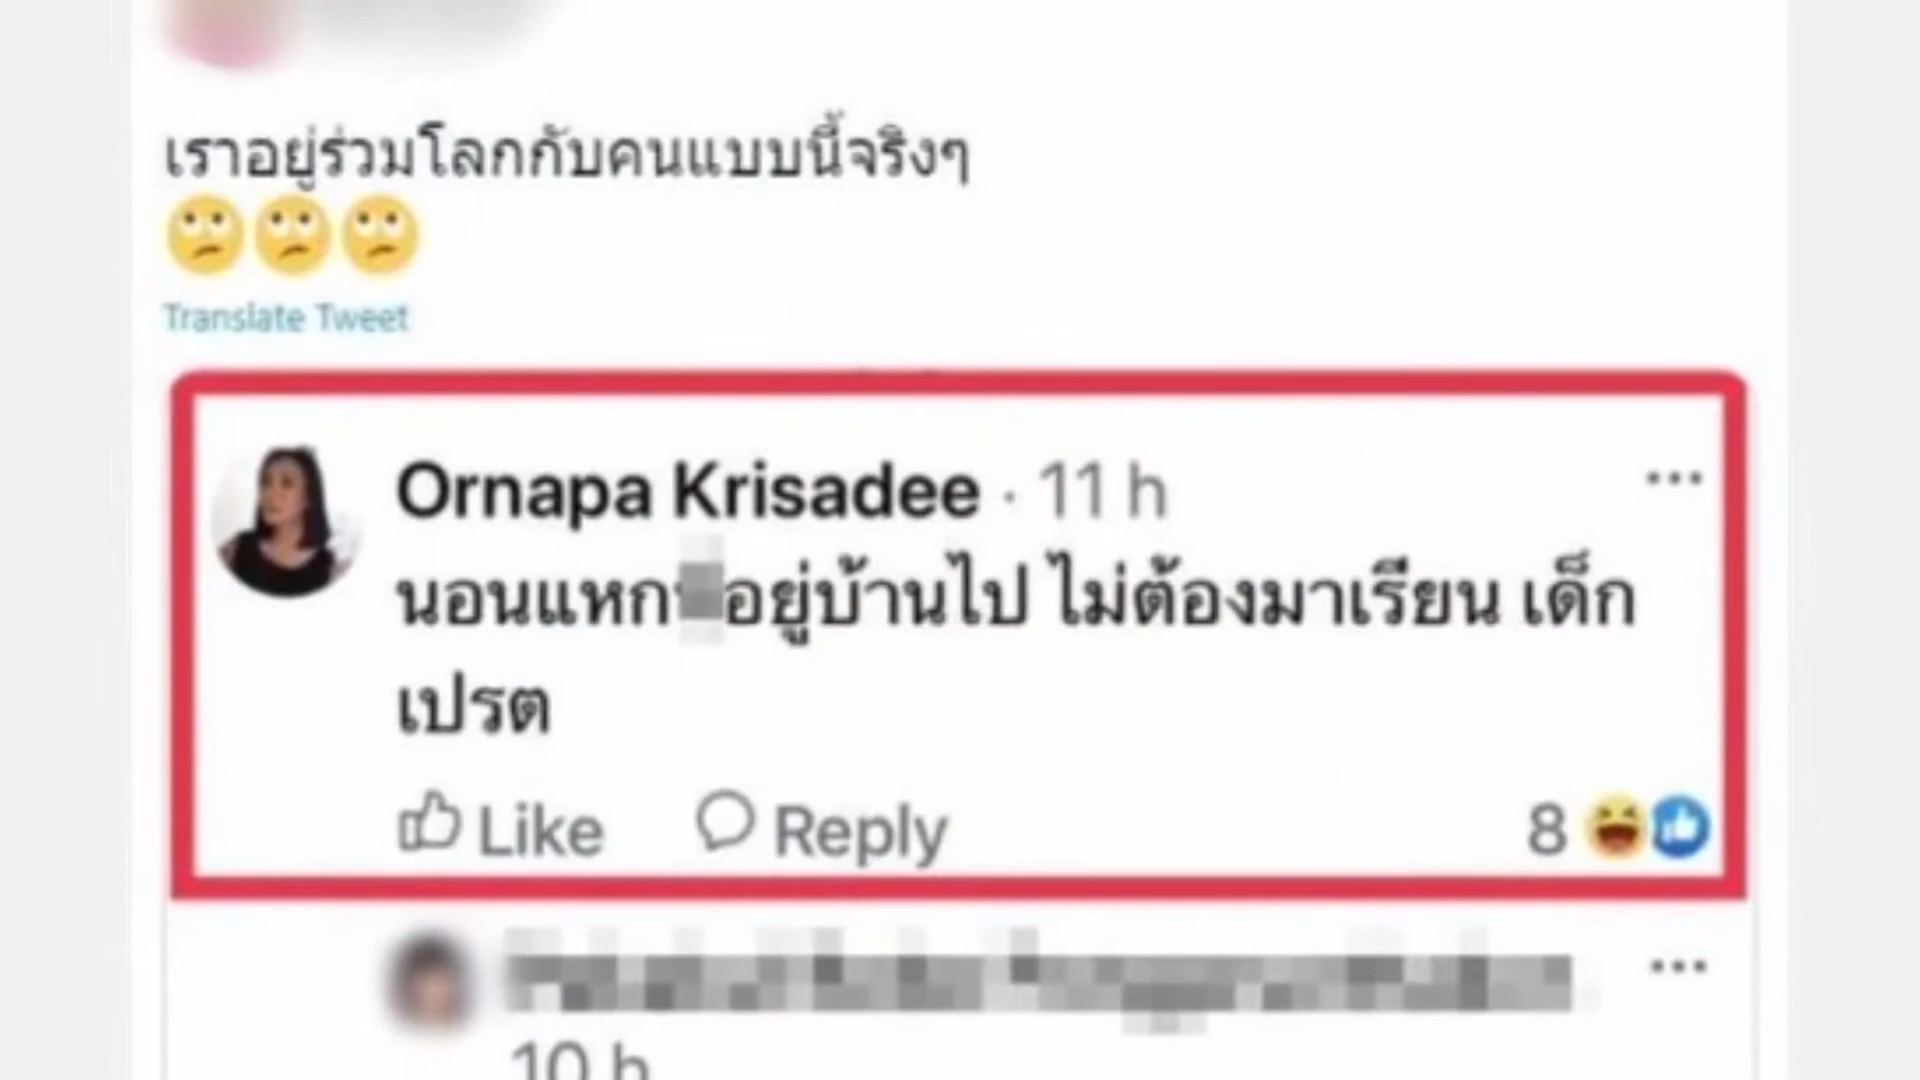 เราอยู่ร่วมโลกกับคนแบบนี้จริงๆ
Translate Tweet
Ornapa Krisadee · 11 h
นอนแหก อยู่บ้านไป ไม่ต้องมาเรียน เด็ก
เปรต
Like Reply 8
10 h